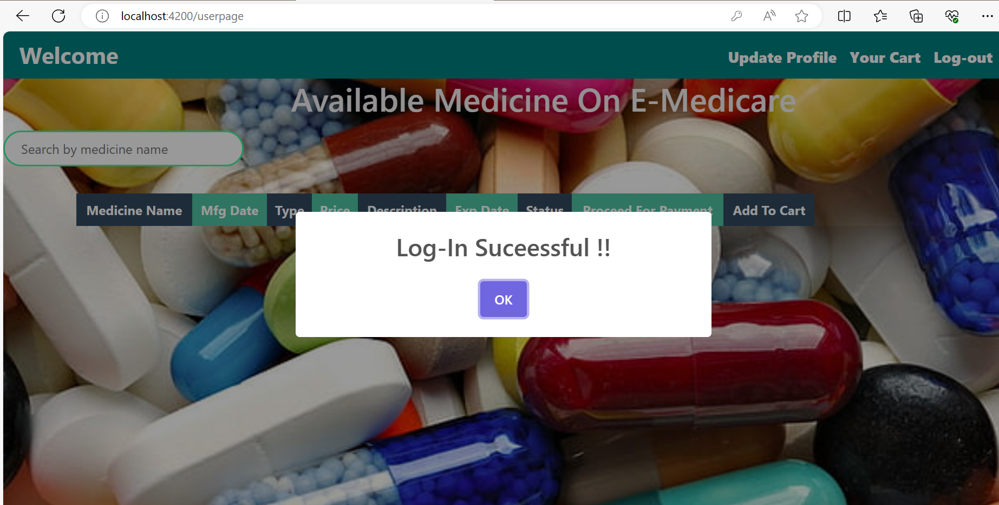 localhost:4200/userpage
Welcome
Update Profile Your Cart Log-out
Available Medicine On E-Medicare
Search by medicine name
Medicine Name Mfg Date Type Price Description Exp Date Status Proceed For Payment Add To Cart
Log-In Suceessful !!
OK